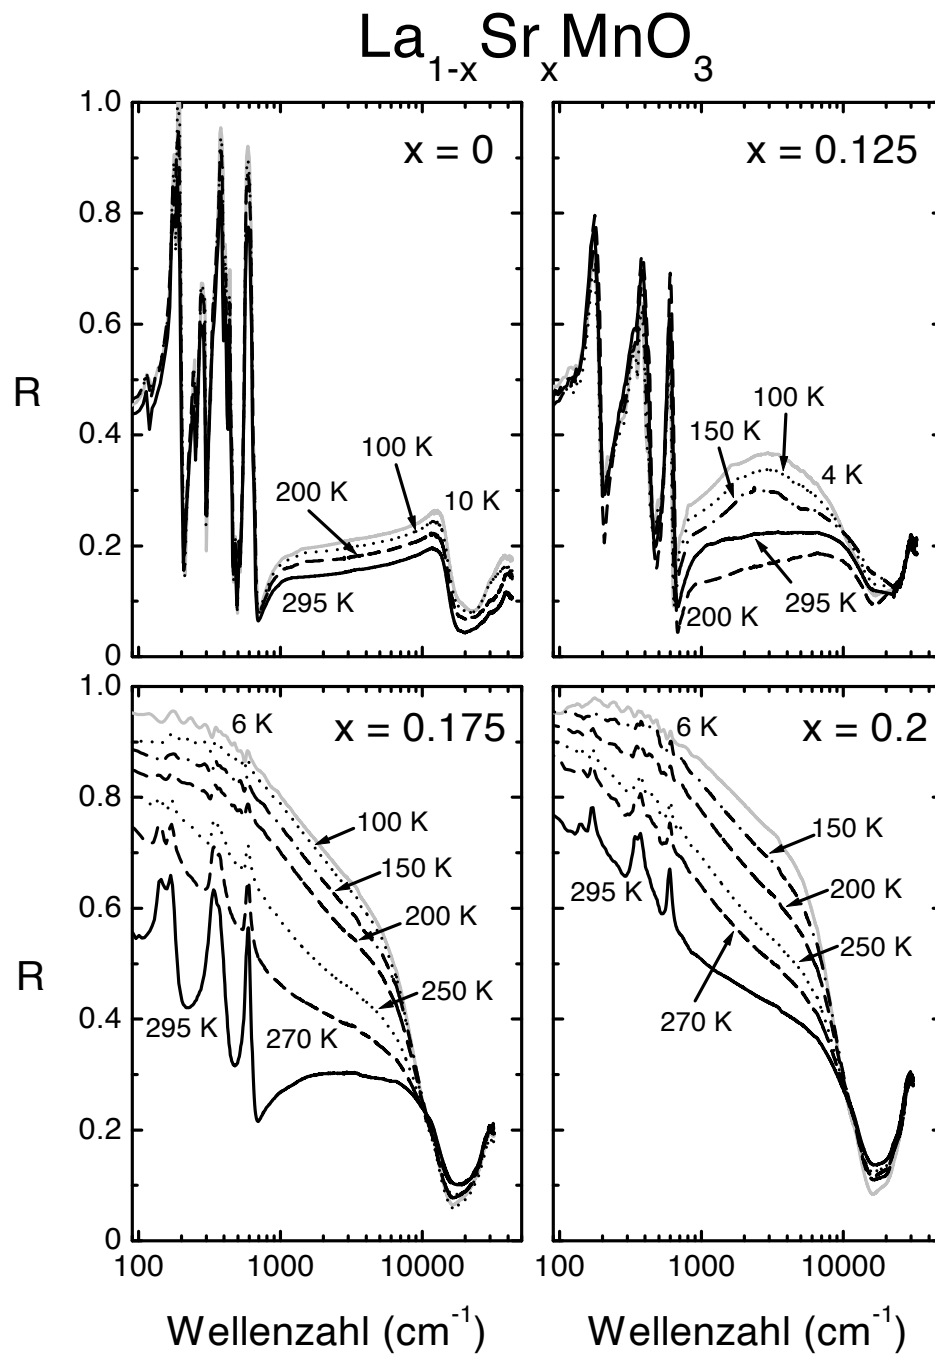 La1-xSrxMnO3
1.0
0.8
0.6
0.4
0.2
0
R
x = 0
100 K
200 K
10 K
295 K
x = 0.125
100 K
150 K
4 K
200 K
295 K
1.0
0.8
0.6
0.4
0.2
0
R
6 K
x = 0.175
100 K
150 K
200 K
250 K
295 K
270 K
100
1000
10000
Wellenzahl (cm-1)
6 K
x = 0.2
150 K
295 K
200 K
250 K
270 K
100
1000
10000
Wellenzahl (cm-1)